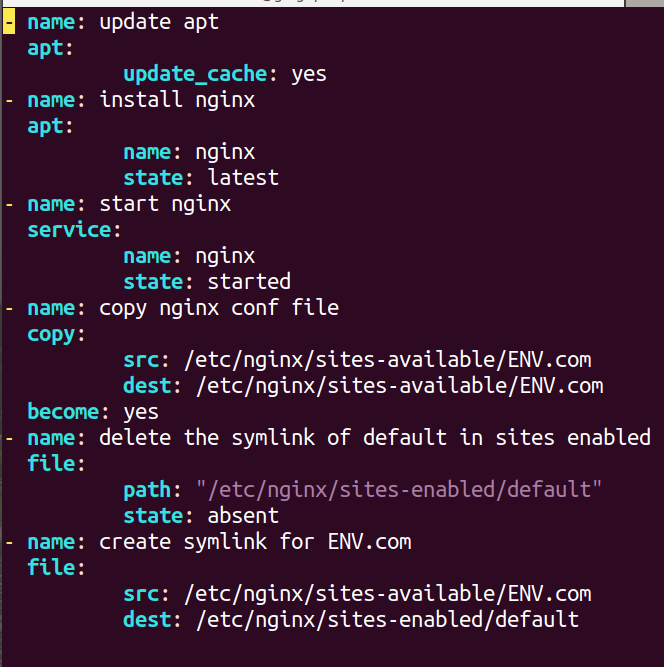 - name: update apt
  apt:
          update_cache: yes
- name: install nginx
  apt:
          name: nginx
          state: latest
- name: start nginx
  service:
          name: nginx
          state: started
- name: copy nginx conf file
  copy:
          src: /etc/nginx/sites-available/ENV.com
          dest: /etc/nginx/sites-available/ENV.com
  become: yes
- name: delete the symlink of default in sites enabled
  file:
          path: "/etc/nginx/sites-enabled/default"
          state: absent
- name: create symlink for ENV.com
  file:
          src: /etc/nginx/sites-available/ENV.com
          dest: /etc/nginx/sites-enabled/default